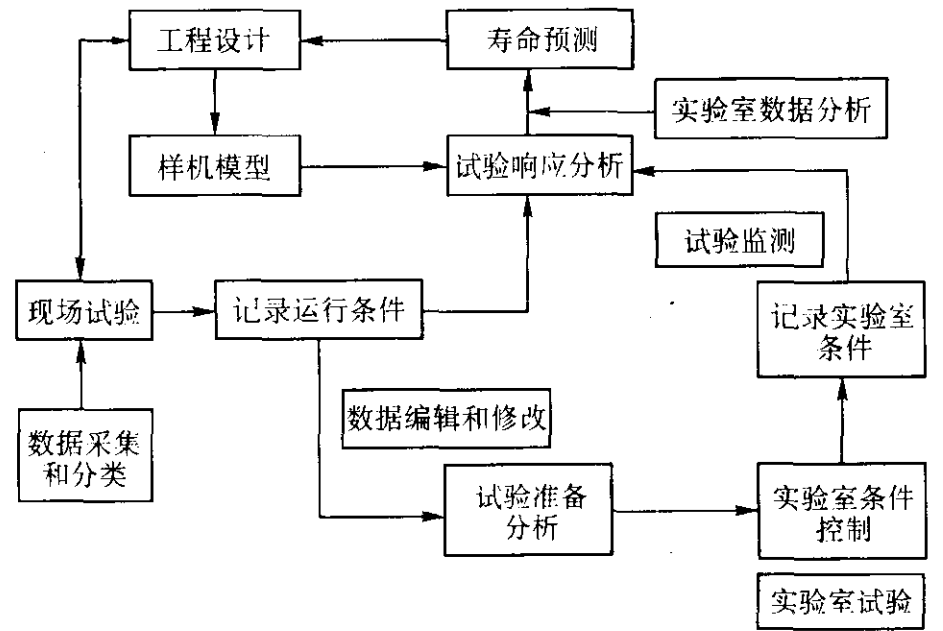 工程设计
寿命预测
实验室数据分析
样机模型
试验响应分析
试验监测
现场试验
记录运行条件
记录实验室
条件
数据编辑和修改
数据采集
和分类
试验准备
分析
实验室条件
控制
实验室试验